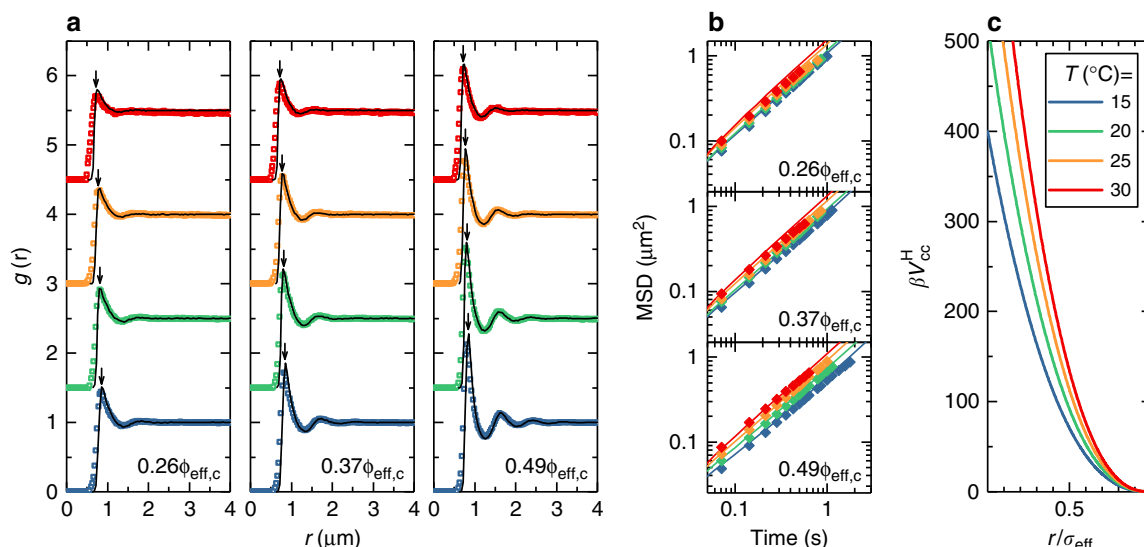 a
g (r)
6
5
4
3
2
1
0
0.26ϕeff,c
0.37ϕeff,c
0.49ϕeff,c
0 1 2 3 4
0 1 2 3 4
0 1 2 3 4
r (μm)
b
MSD (μm²)
1
0.1
0.26ϕeff,c
1
0.1
0.37ϕeff,c
1
0.1
0.49ϕeff,c
0.1 1
Time (s)
c
βVᴴcc
500
400
300
200
100
0
T (°C)=
15
20
25
30
0.5
r/σeff